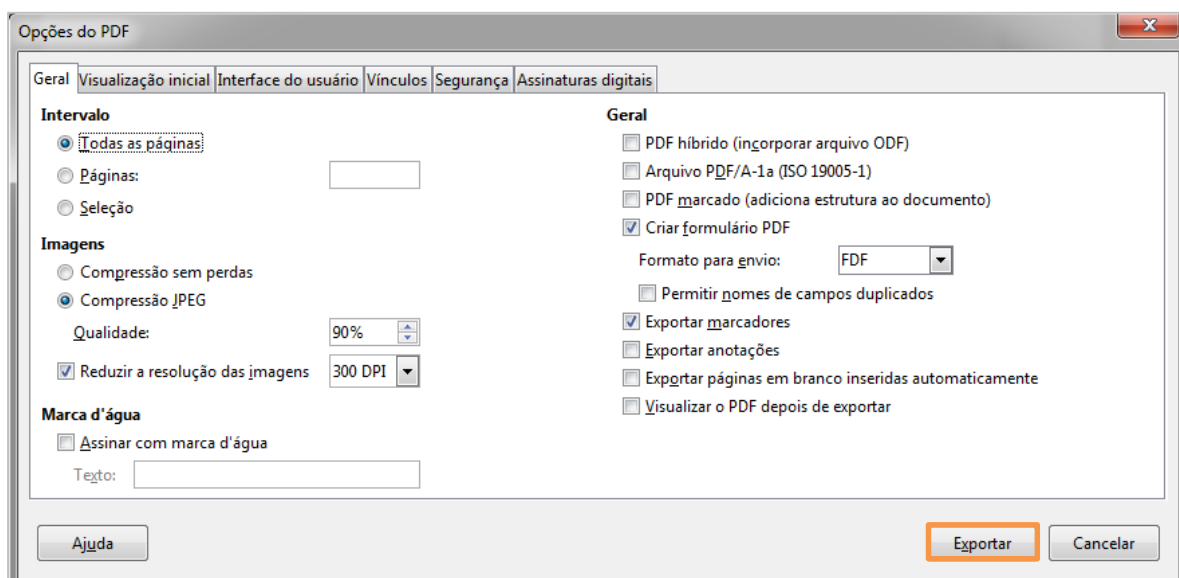 Opções do PDF
Geral Visualização inicial Interface do usuário Vínculos Segurança Assinaturas digitais
Intervalo
Todas as páginas
Páginas:
Seleção
Imagens
Compressão sem perdas
Compressão JPEG
Qualidade: 90%
Reduzir a resolução das imagens 300 DPI
Marca d'água
Assinar com marca d'água
Texto:
Geral
PDF híbrido (incorporar arquivo ODF)
Arquivo PDF/A-1a (ISO 19005-1)
PDF marcado (adiciona estrutura ao documento)
Criar formulário PDF
Formato para envio: FDF
Permitir nomes de campos duplicados
Exportar marcadores
Exportar anotações
Exportar páginas em branco inseridas automaticamente
Visualizar o PDF depois de exportar
Ajuda Exportar Cancelar